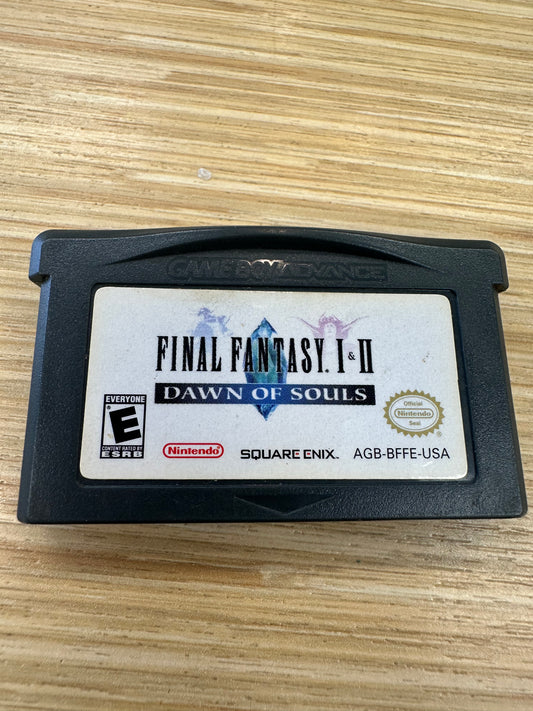 GAME BOY ADVANCE
FINAL FANTASY. I & II
DAWN OF SOULS
EVERYONE
E
CONTENT RATED BY
ESRB
Nintendo
SQUARE ENIX™
Official
Nintendo
Seal
AGB-BFFE-USA